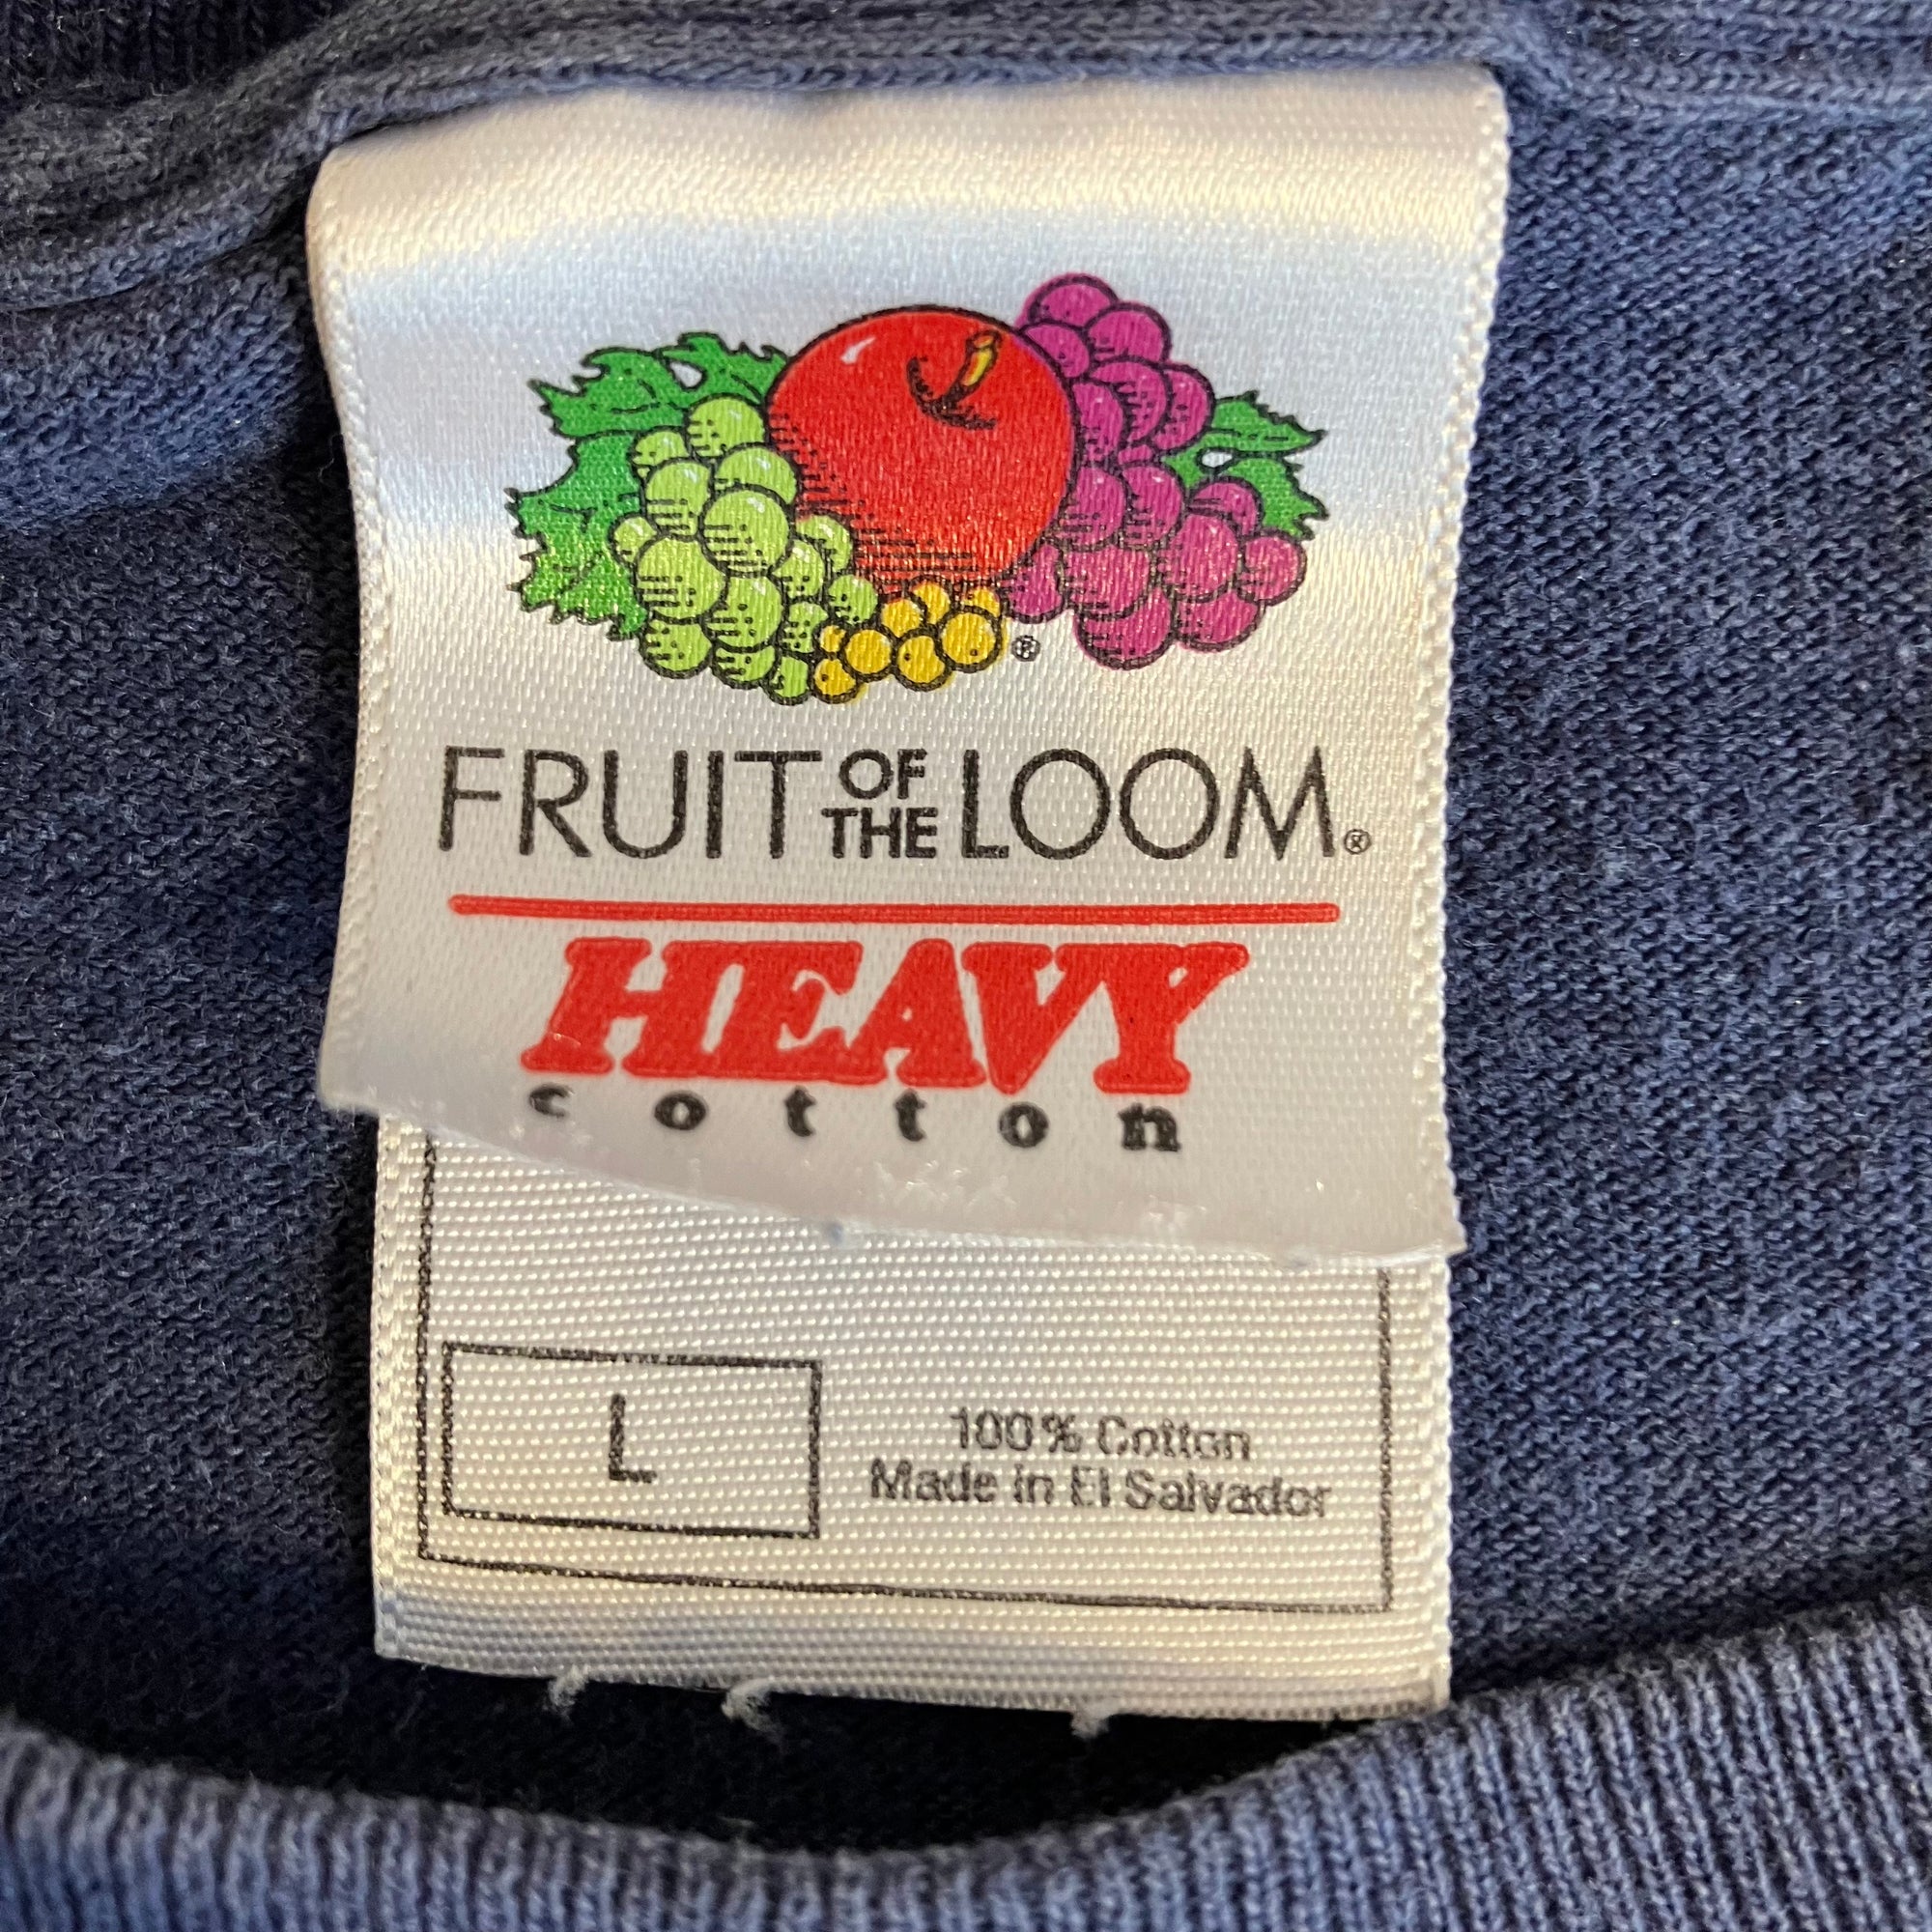 ®
FRUIT OF THE LOOM®
HEAVY
cotton
L
100% Cotton
Made in El Salvador